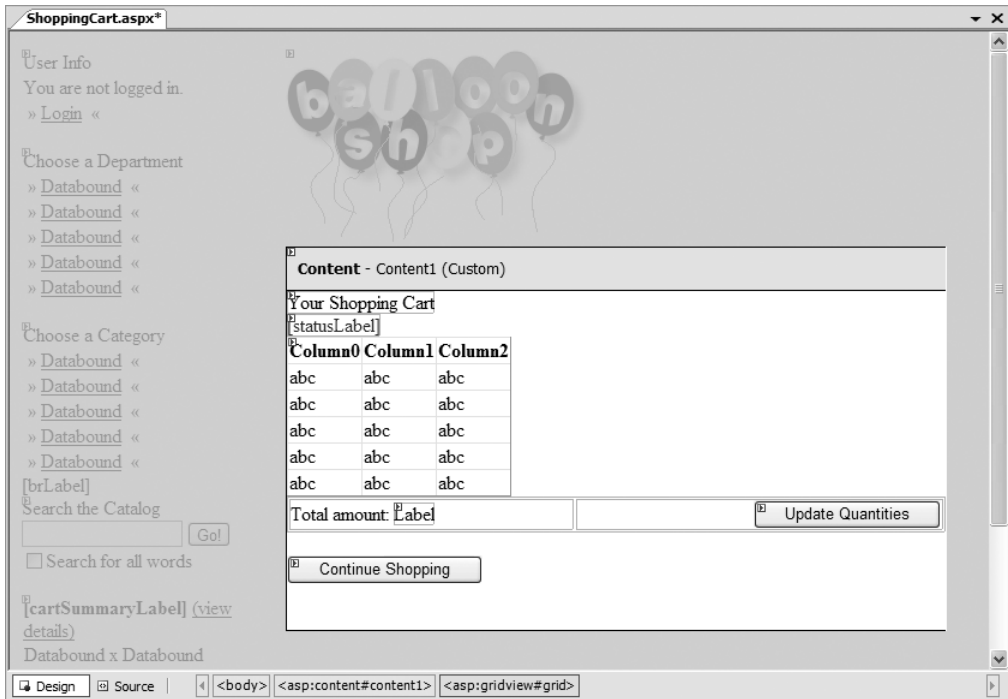 ShoppingCart.aspx*
User Info
You are not logged in.
» Login «
Choose a Department
» Databound «
» Databound «
» Databound «
» Databound «
» Databound «
Choose a Category
» Databound «
» Databound «
» Databound «
» Databound «
» Databound «
[brLabel]
Search the Catalog
Go!
Search for all words
[cartSummaryLabel] (view
details)
Databound x Databound
balloon
shop
Content - Content1 (Custom)
Your Shopping Cart
[statusLabel]
Column0 Column1 Column2
abc abc abc
abc abc abc
abc abc abc
abc abc abc
abc abc abc
Total amount: Label Update Quantities
Continue Shopping
Design Source <body> <asp:content#content1> <asp:gridview#grid>